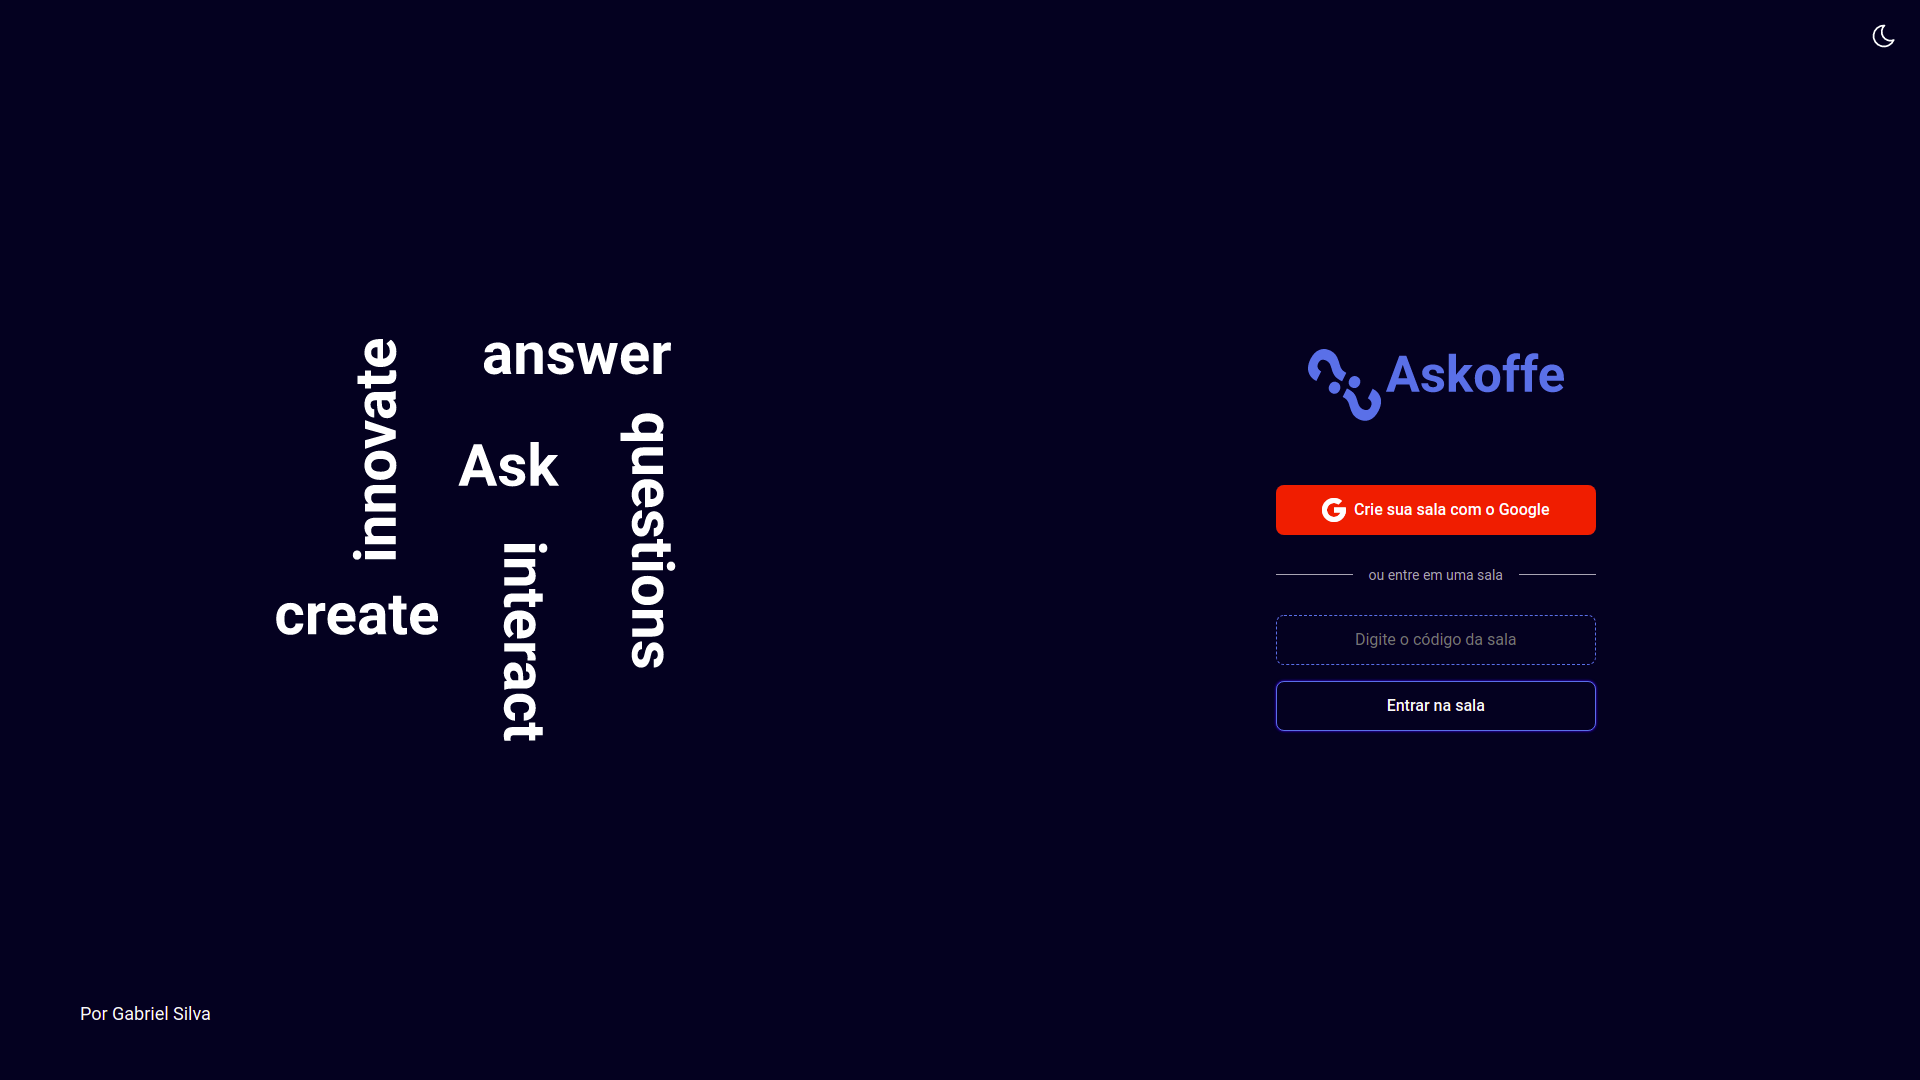 innovate
answer
Ask
questions
interact
create
Askoffe
Crie sua sala com o Google
ou entre em uma sala
Digite o código da sala
Entrar na sala
Por Gabriel Silva